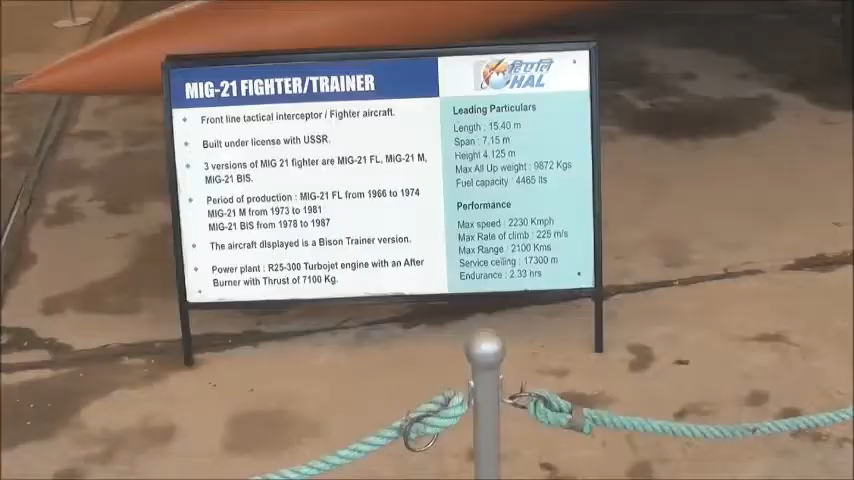 MIG-21 FIGHTER/TRAINER
Front line tactical interceptor / Fighter aircraft.
Built under license with USSR.
3 versions of MIG 21 fighter are MIG-21 FL, MIG-21 M,
MIG-21 BIS.
Period of production : MIG-21 FL from 1966 to 1974
MIG-21 M from 1973 to 1981
MIG-21 BIS from 1978 to 1987
The aircraft displayed is a Bison Trainer version.
Power plant : R25-300 Turbojet engine with an After
Burner with Thrust of 7100 Kg.
हिएलि
HAL
Leading Particulars
Length : 15.40 m
Span : 7.15 m
Height 4.125 m
Max All Up weight : 9872 Kgs
Fuel capacity : 4465 lts
Performance
Max speed : 2230 Kmph
Max Rate of climb : 225 m/s
Max Range : 2100 Kms
Service ceiling : 17300 m
Endurance : 2.33 hrs